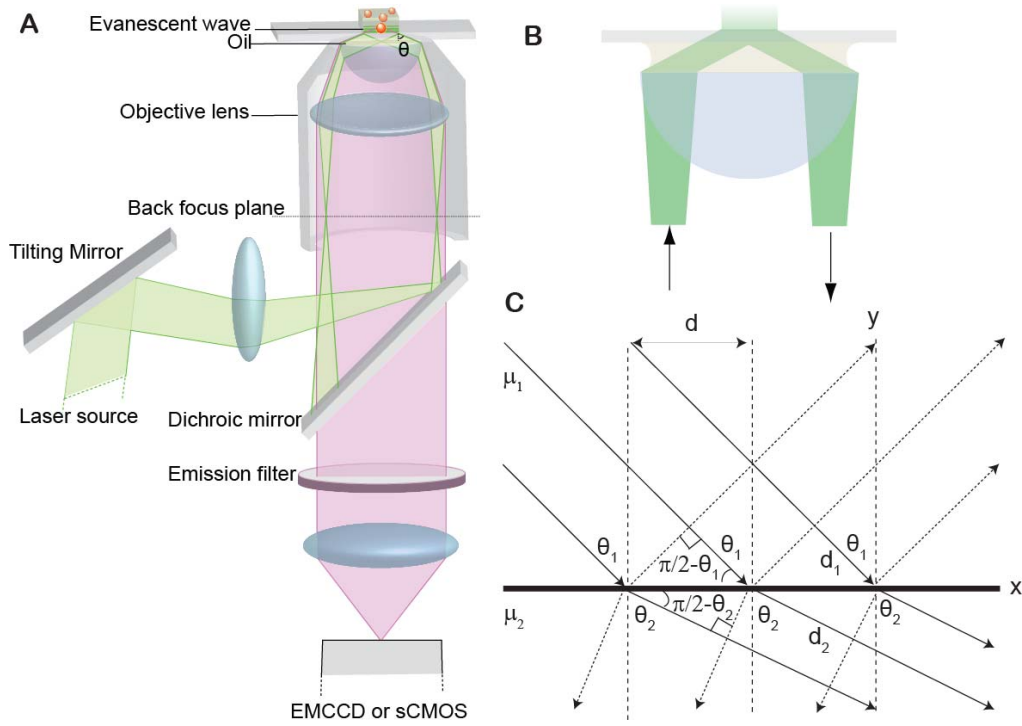 A
Evanescent wave
Oil
θ
Objective lens
Back focus plane
Tilting Mirror
Laser source
Dichroic mirror
Emission filter
EMCCD or sCMOS
B
C
d
y
μ1
θ1
θ1
θ1
d1
π/2-θ1
x
μ2
π/2-θ2
θ2
θ2
θ2
d2